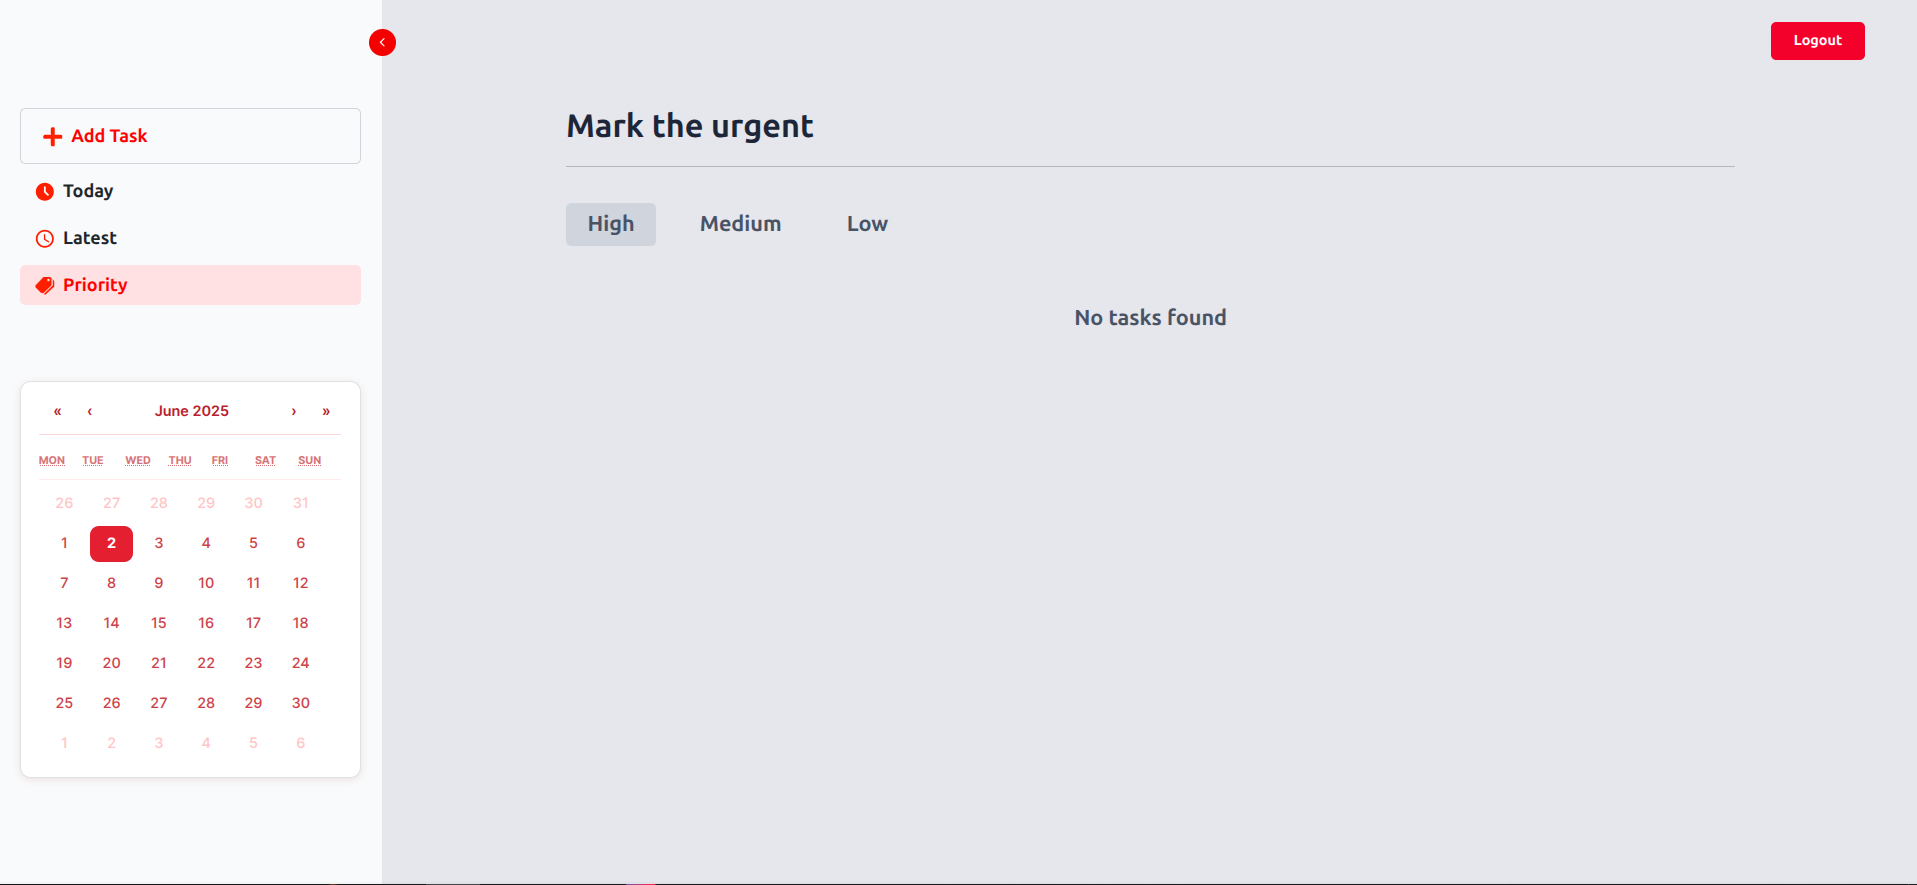 Logout
Add Task
Today
Latest
Priority
« ‹ June 2025 › »
MON TUE WED THU FRI SAT SUN
26 27 28 29 30 31
1 2 3 4 5 6
7 8 9 10 11 12
13 14 15 16 17 18
19 20 21 22 23 24
25 26 27 28 29 30
1 2 3 4 5 6
Mark the urgent
High Medium Low
No tasks found